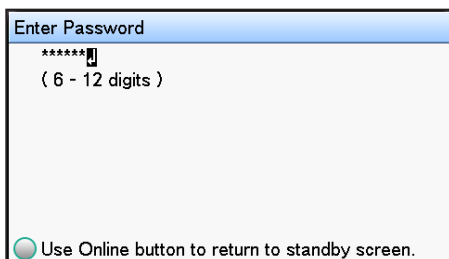 Enter Password
******↲
( 6 - 12 digits )
Use Online button to return to standby screen.